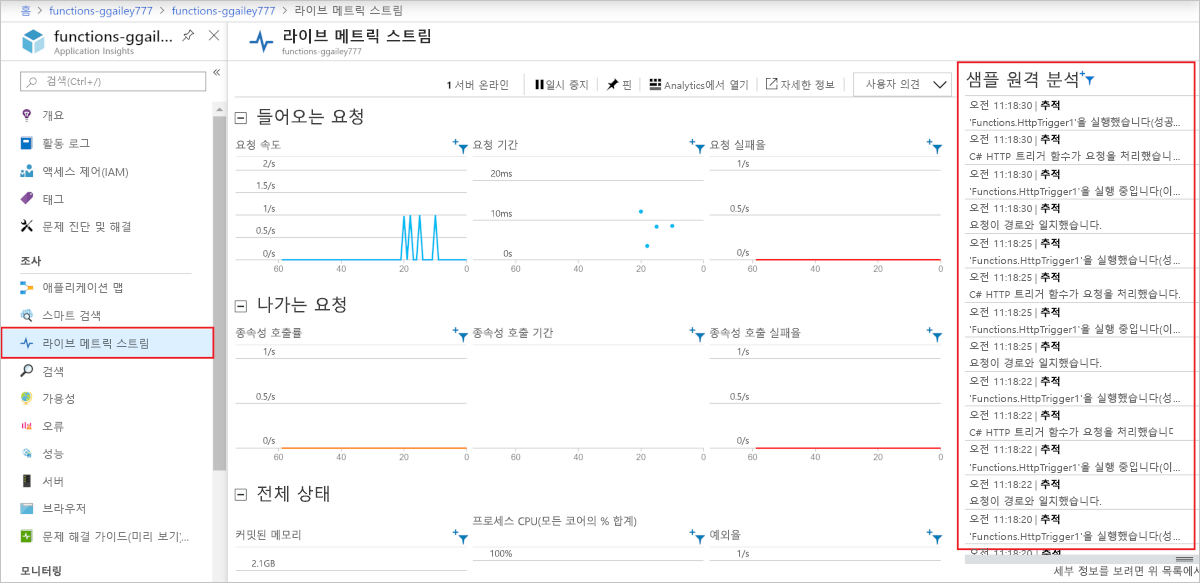 홈 > functions-ggailey777 > functions-ggailey777 > 라이브 메트릭 스트림
functions-ggail...
Application Insights
검색(Ctrl+/)
개요
활동 로그
액세스 제어(IAM)
태그
문제 진단 및 해결
조사
애플리케이션 맵
스마트 검색
라이브 메트릭 스트림
검색
가용성
오류
성능
서버
브라우저
문제 해결 가이드(미리 보기)...
모니터링
라이브 메트릭 스트림
functions-ggailey777
1 서버 온라인
일시 중지
핀
Analytics에서 열기
자세한 정보
사용자 의견
들어오는 요청
요청 속도
2/s
1.5/s
1/s
0.5/s
0/s
60 40 20 0
요청 기간
20ms
10ms
0s
60 40 20 0
요청 실패율
1/s
0.5/s
0/s
60 40 20 0
나가는 요청
종속성 호출률
1/s
0.5/s
0/s
60 40 20 0
종속성 호출 기간
60 40 20 0
종속성 호출 실패율
1/s
0.5/s
0/s
60 40 20 0
전체 상태
커밋된 메모리
2.1GB
프로세스 CPU(모든 코어의 % 합계)
100%
예외율
1/s
샘플 원격 분석
오전 11:18:30 | 추적
'Functions.HttpTrigger1'을 실행했습니다(성공...
오전 11:18:30 | 추적
C# HTTP 트리거 함수가 요청을 처리했습니...
오전 11:18:30 | 추적
'Functions.HttpTrigger1'을 실행 중입니다(이...
오전 11:18:30 | 추적
요청이 경로와 일치했습니다.
오전 11:18:25 | 추적
'Functions.HttpTrigger1'을 실행했습니다(성...
오전 11:18:25 | 추적
C# HTTP 트리거 함수가 요청을 처리했습니다.
오전 11:18:25 | 추적
'Functions.HttpTrigger1'을 실행했습니다(이...
오전 11:18:25 | 추적
요청이 경로와 일치했습니다.
오전 11:18:22 | 추적
'Functions.HttpTrigger1'을 실행했습니다(성...
오전 11:18:22 | 추적
C# HTTP 트리거 함수가 요청을 처리했습니다
오전 11:18:22 | 추적
'Functions.HttpTrigger1'을 실행 중입니다(이...
오전 11:18:22 | 추적
요청이 경로와 일치했습니다.
오전 11:18:20 | 추적
'Functions.HttpTrigger1'을 실행했습니다(성...
오전 11:18:20 | 추적
세부 정보를 보려면 위 목록에서